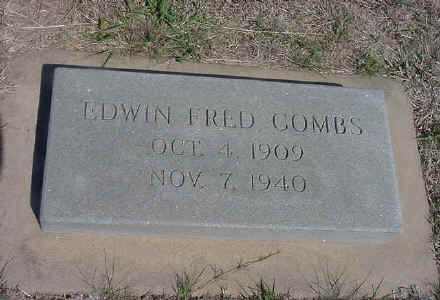 EDWIN FRED COMBS
OCT. 4, 1909
NOV. 7, 1940